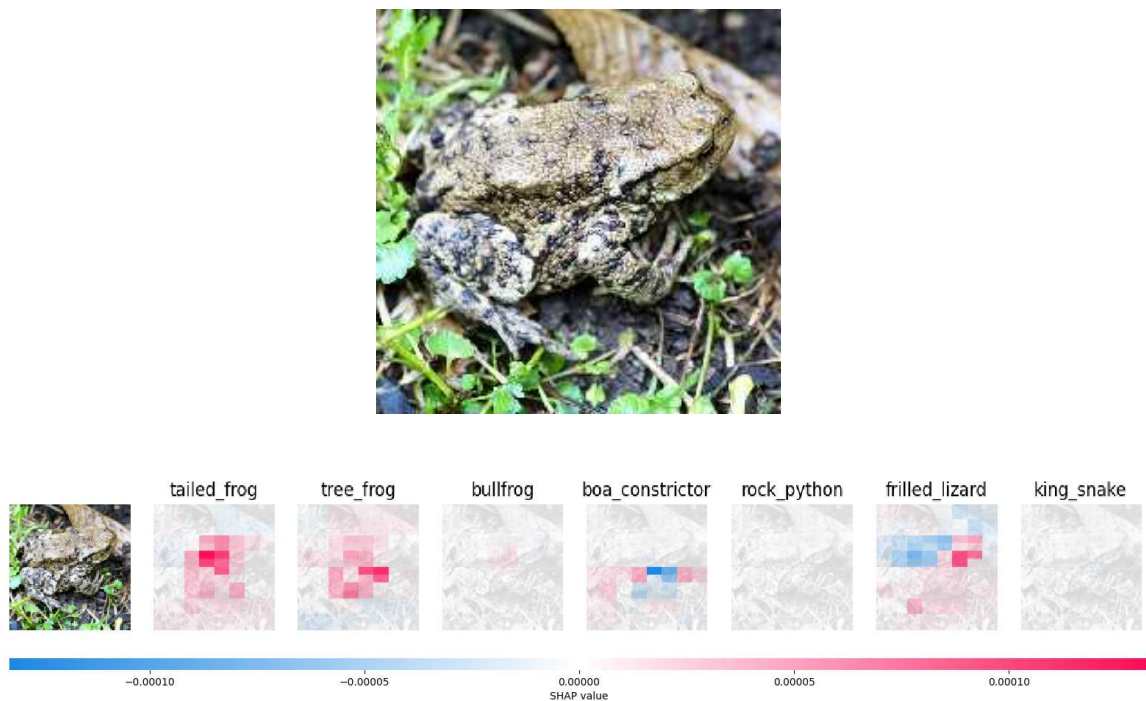 tailed_frog tree_frog bullfrog boa_constrictor rock_python frilled_lizard king_snake
−0.00010 −0.00005 0.00000 0.00005 0.00010
SHAP value